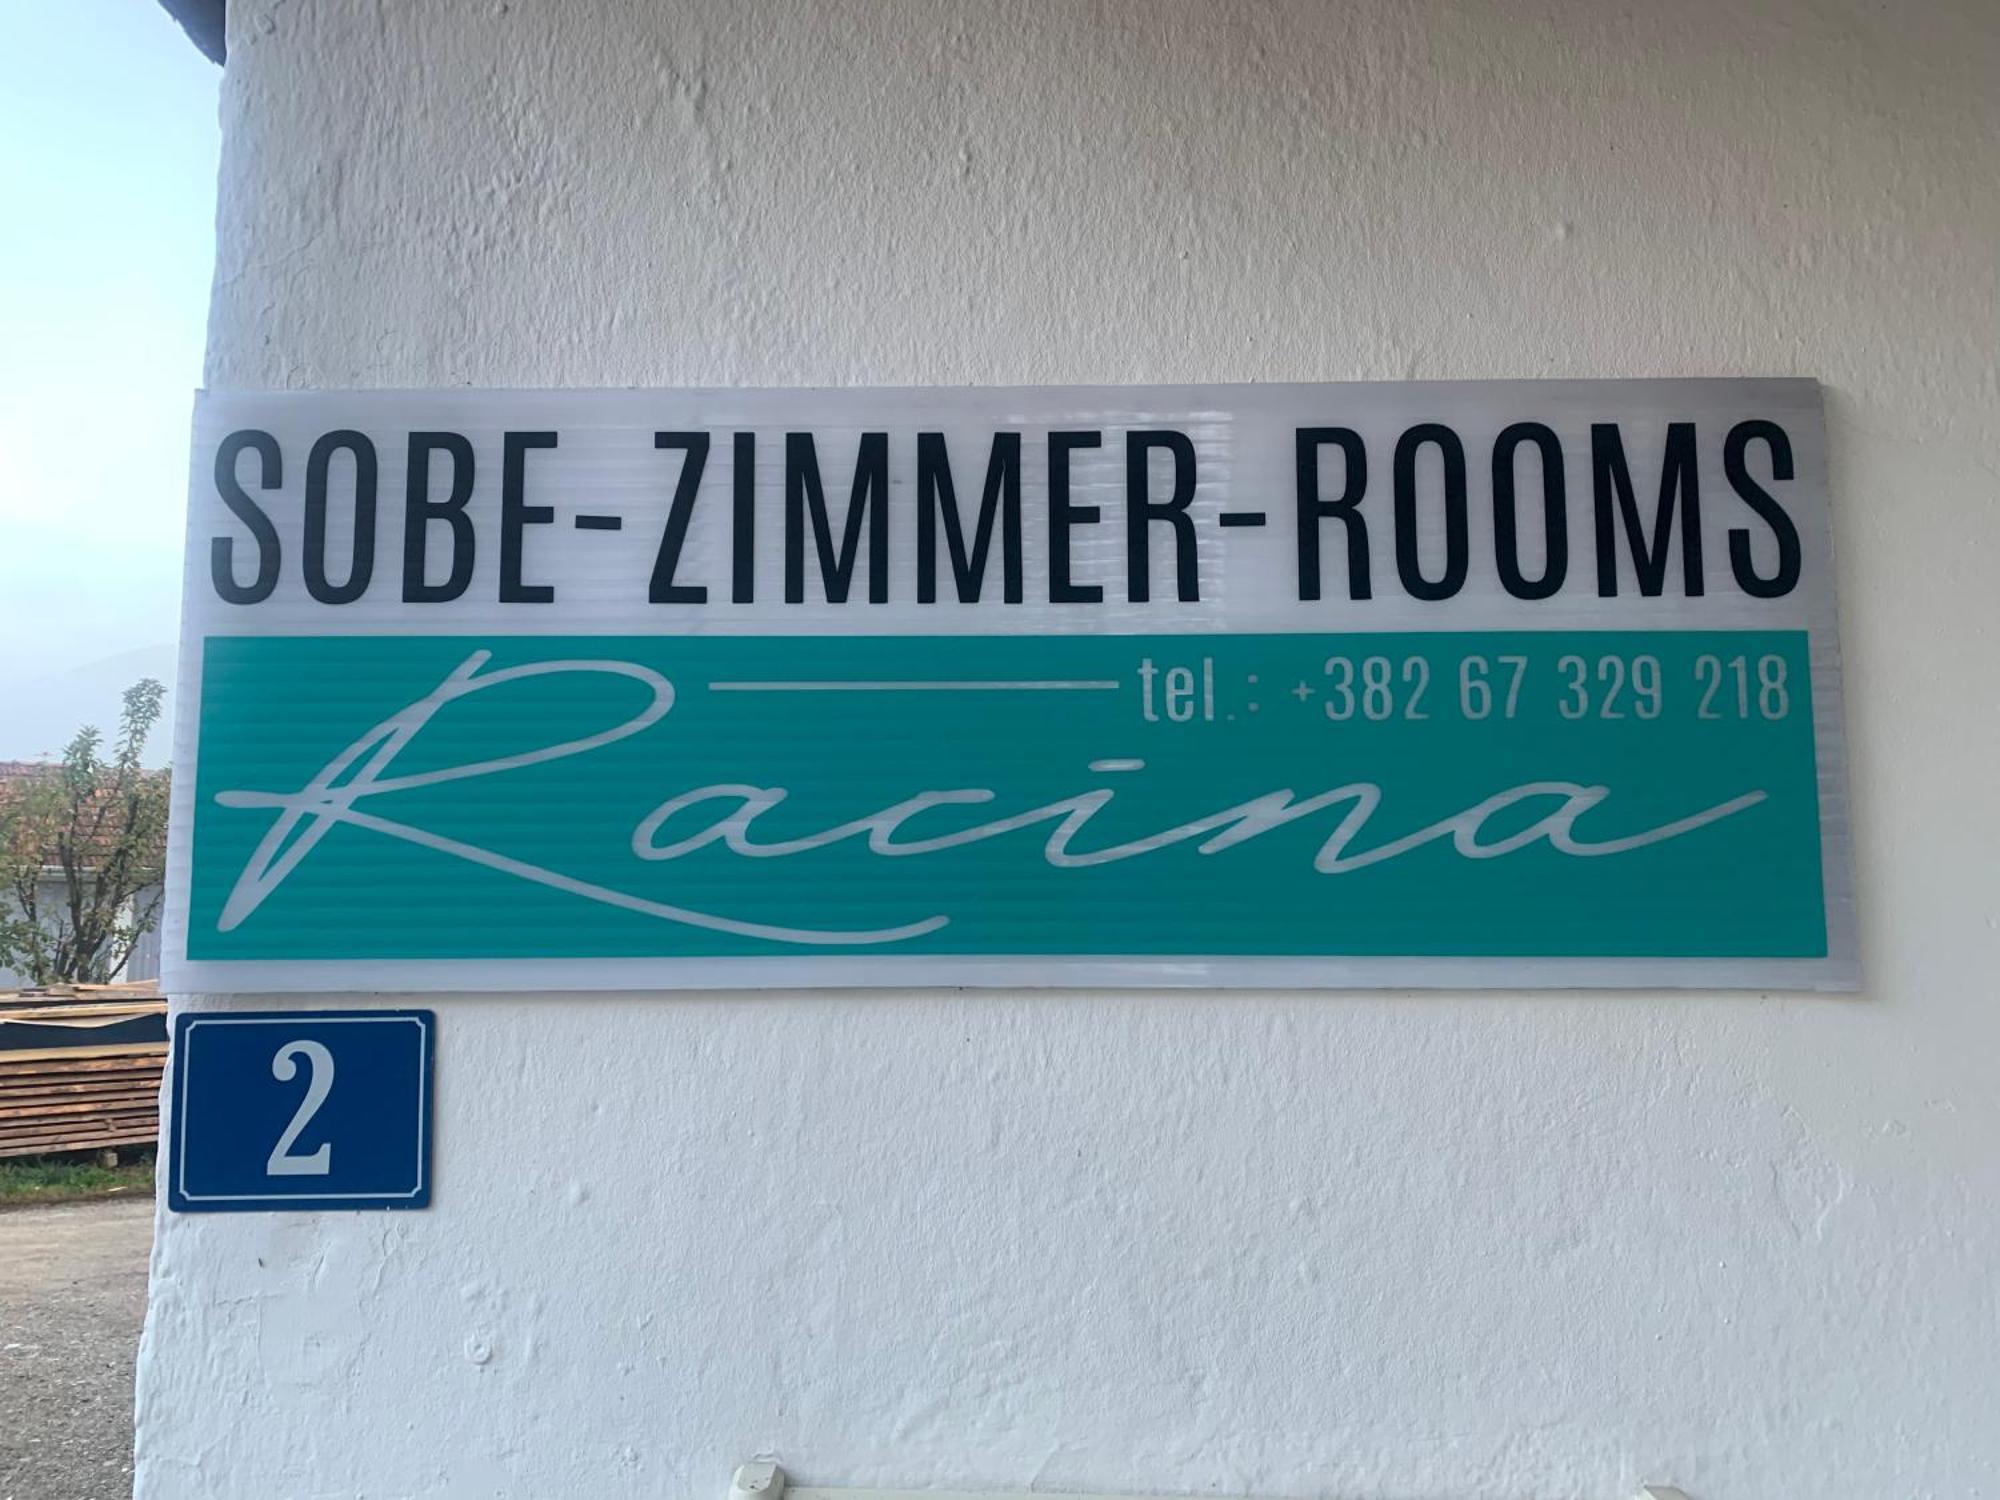 SOBE-ZIMMER-ROOMS
tel.: +382 67 329 218
Racina
2